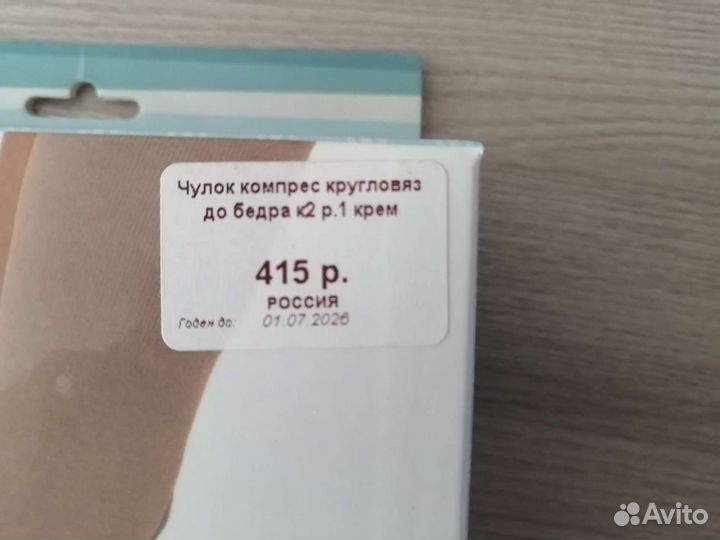 Чулок компрес кругловяз
до бедра к2 р.1 крем
415 р.
РОССИЯ
Годен до: 01.07.2026
Avito